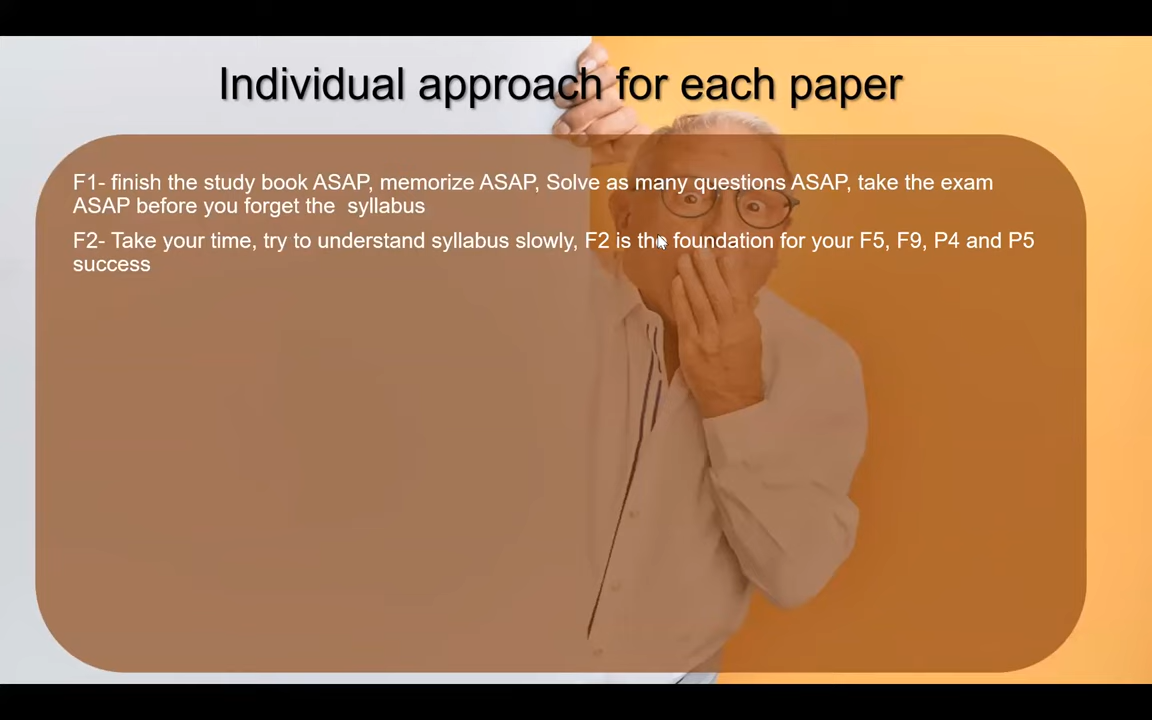 Individual approach for each paper
F1- finish the study book ASAP, memorize ASAP, Solve as many questions ASAP, take the exam
ASAP before you forget the  syllabus
F2- Take your time, try to understand syllabus slowly, F2 is the foundation for your F5, F9, P4 and P5
success